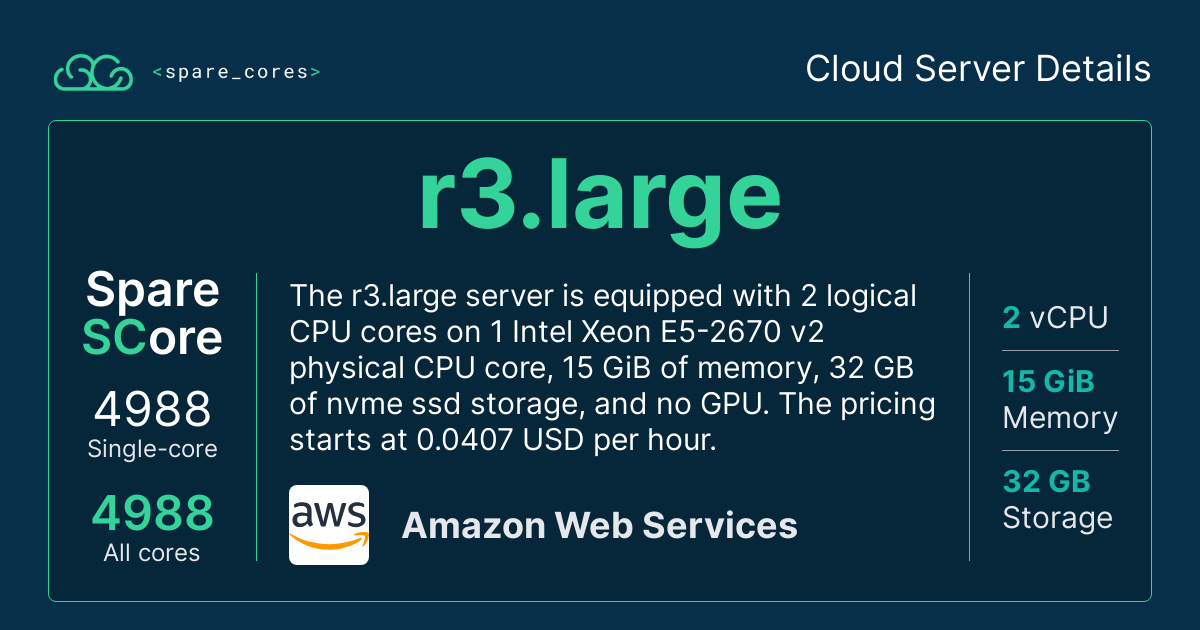 <spare_cores>
Cloud Server Details
r3.large
Spare
SCore
4988
Single-core
4988
All cores
The r3.large server is equipped with 2 logical
CPU cores on 1 Intel Xeon E5-2670 v2
physical CPU core, 15 GiB of memory, 32 GB
of nvme ssd storage, and no GPU. The pricing
starts at 0.0407 USD per hour.
aws
Amazon Web Services
2 vCPU
15 GiB
Memory
32 GB
Storage